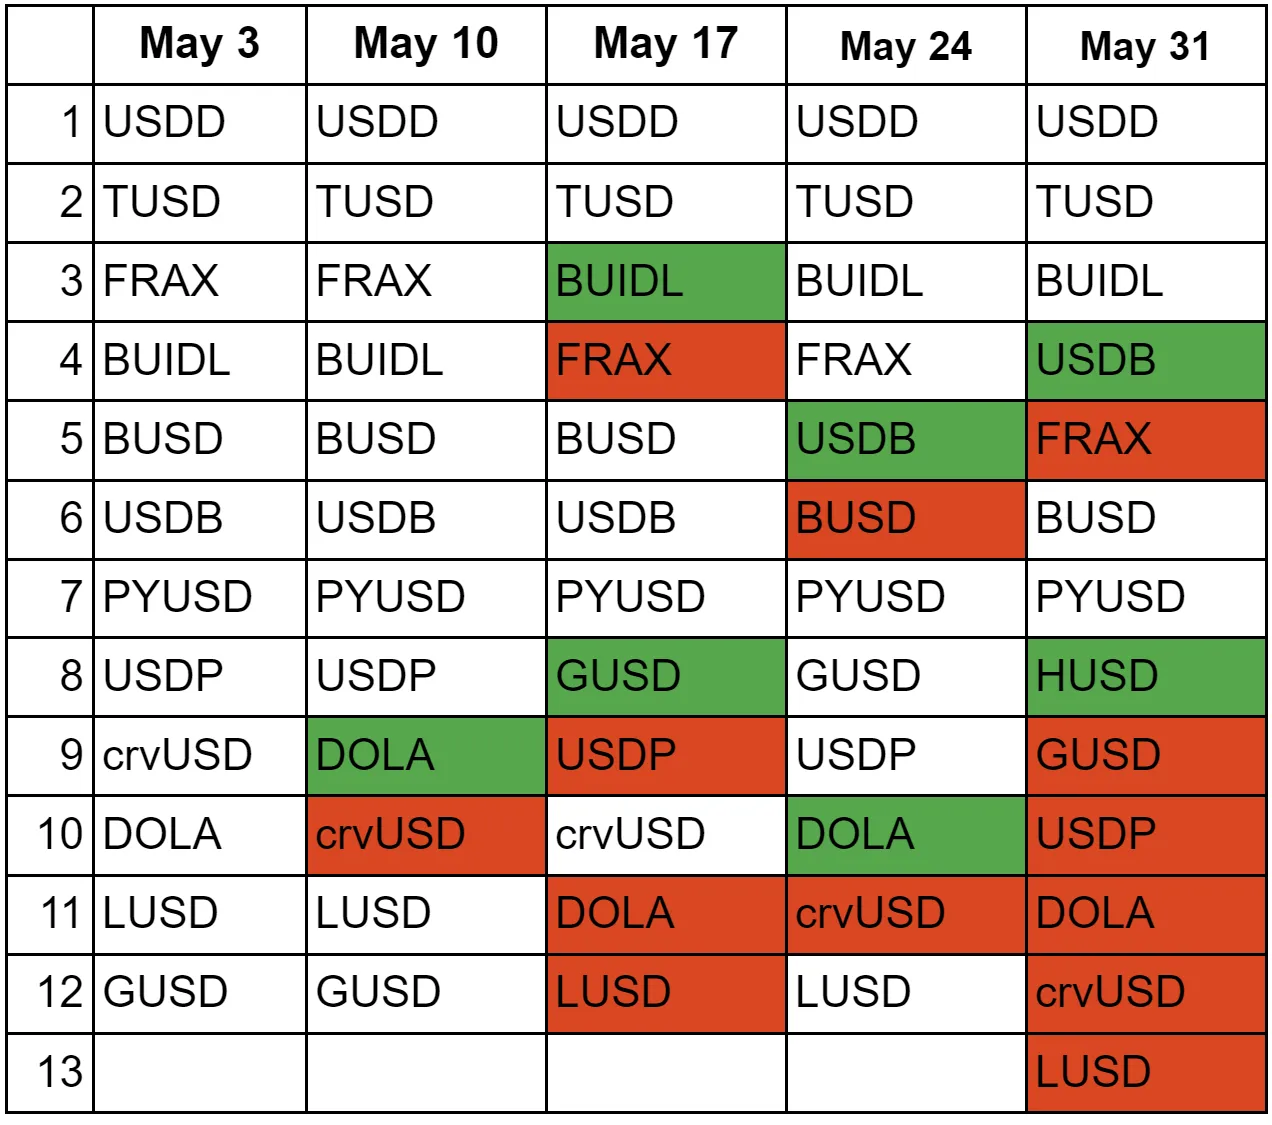 May 3 May 10 May 17 May 24 May 31
1 USDD USDD USDD USDD USDD
2 TUSD TUSD TUSD TUSD TUSD
3 FRAX FRAX BUIDL BUIDL BUIDL
4 BUIDL BUIDL FRAX FRAX USDB
5 BUSD BUSD BUSD USDB FRAX
6 USDB USDB USDB BUSD BUSD
7 PYUSD PYUSD PYUSD PYUSD PYUSD
8 USDP USDP GUSD GUSD HUSD
9 crvUSD DOLA USDP USDP GUSD
10 DOLA crvUSD crvUSD DOLA USDP
11 LUSD LUSD DOLA crvUSD DOLA
12 GUSD GUSD LUSD LUSD crvUSD
13 LUSD